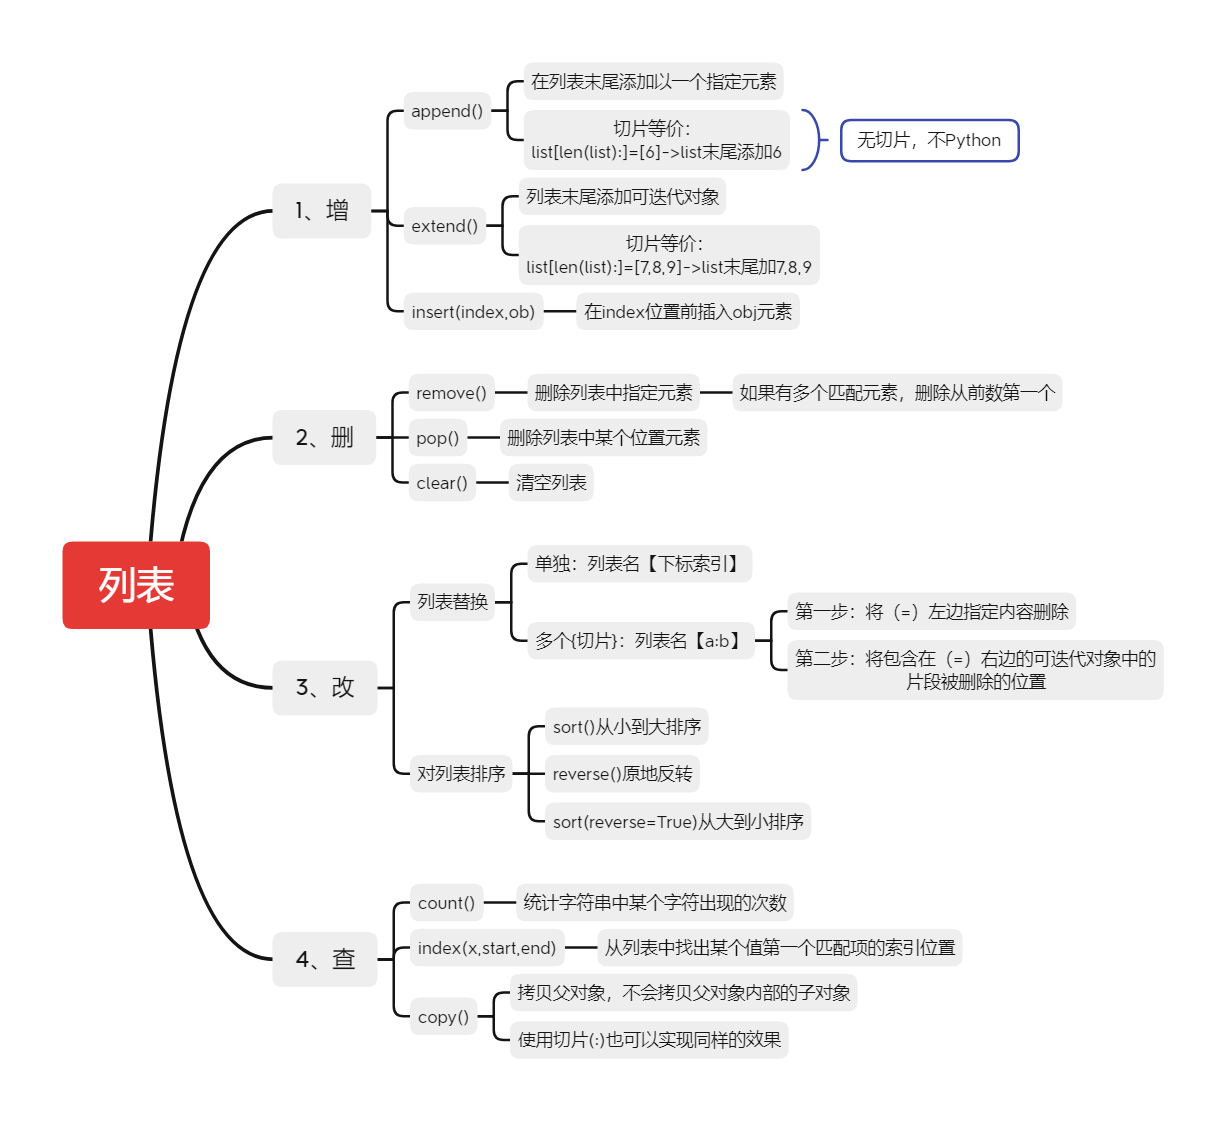 列表
1、增
append()
在列表末尾添加以一个指定元素
切片等价：
list[len(list):]=[6]->list末尾添加6
无切片，不Python
extend()
列表末尾添加可迭代对象
切片等价：
list[len(list):]=[7,8,9]->list末尾加7,8,9
insert(index,ob)
在index位置前插入obj元素
2、删
remove()
删除列表中指定元素
如果有多个匹配元素，删除从前数第一个
pop()
删除列表中某个位置元素
clear()
清空列表
3、改
列表替换
单独：列表名【下标索引】
多个{切片}：列表名【a:b】
第一步：将（=）左边指定内容删除
第二步：将包含在（=）右边的可迭代对象中的
片段被删除的位置
对列表排序
sort()从小到大排序
reverse()原地反转
sort(reverse=True)从大到小排序
4、查
count()
统计字符串中某个字符出现的次数
index(x,start,end)
从列表中找出某个值第一个匹配项的索引位置
copy()
拷贝父对象，不会拷贝父对象内部的子对象
使用切片(:)也可以实现同样的效果